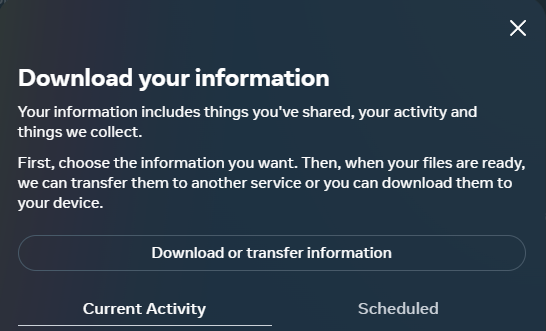 Download your information
Your information includes things you've shared, your activity and
things we collect.
First, choose the information you want. Then, when your files are ready,
we can transfer them to another service or you can download them to
your device.
Download or transfer information
Current Activity
Scheduled